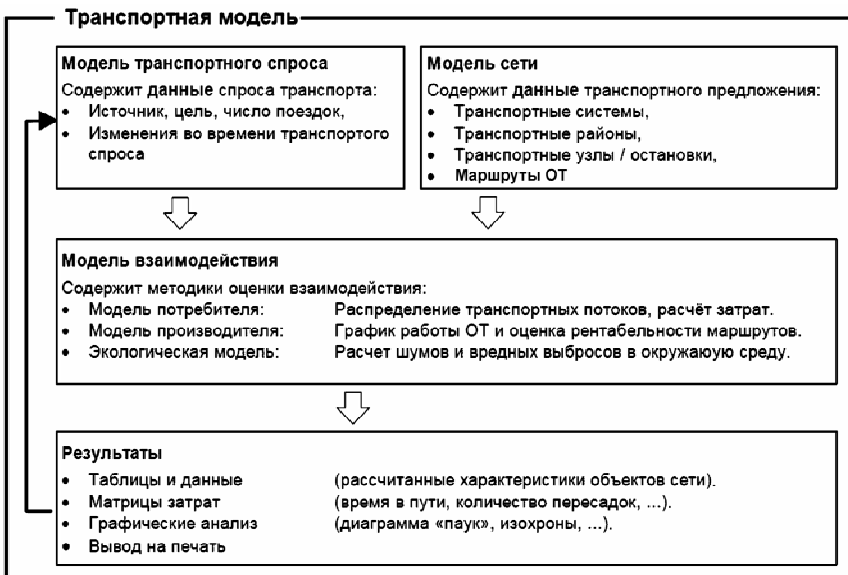 Транспортная модель
Модель транспортного спроса
Содержит данные спроса транспорта:
• Источник, цель, число поездок,
• Изменения во времени транспортого
спроса
Модель сети
Содержит данные транспортного предложения:
• Транспортные системы,
• Транспортные районы,
• Транспортные узлы / остановки,
• Маршруты ОТ
Модель взаимодействия
Содержит методики оценки взаимодействия:
• Модель потребителя: Распределение транспортных потоков, расчёт затрат.
• Модель производителя: График работы ОТ и оценка рентабельности маршрутов.
• Экологическая модель: Расчет шумов и вредных выбросов в окружаюую среду.
Результаты
• Таблицы и данные (рассчитанные характеристики объектов сети).
• Матрицы затрат (время в пути, количество пересадок, ...).
• Графические анализ (диаграмма «паук», изохроны, ...).
• Вывод на печать